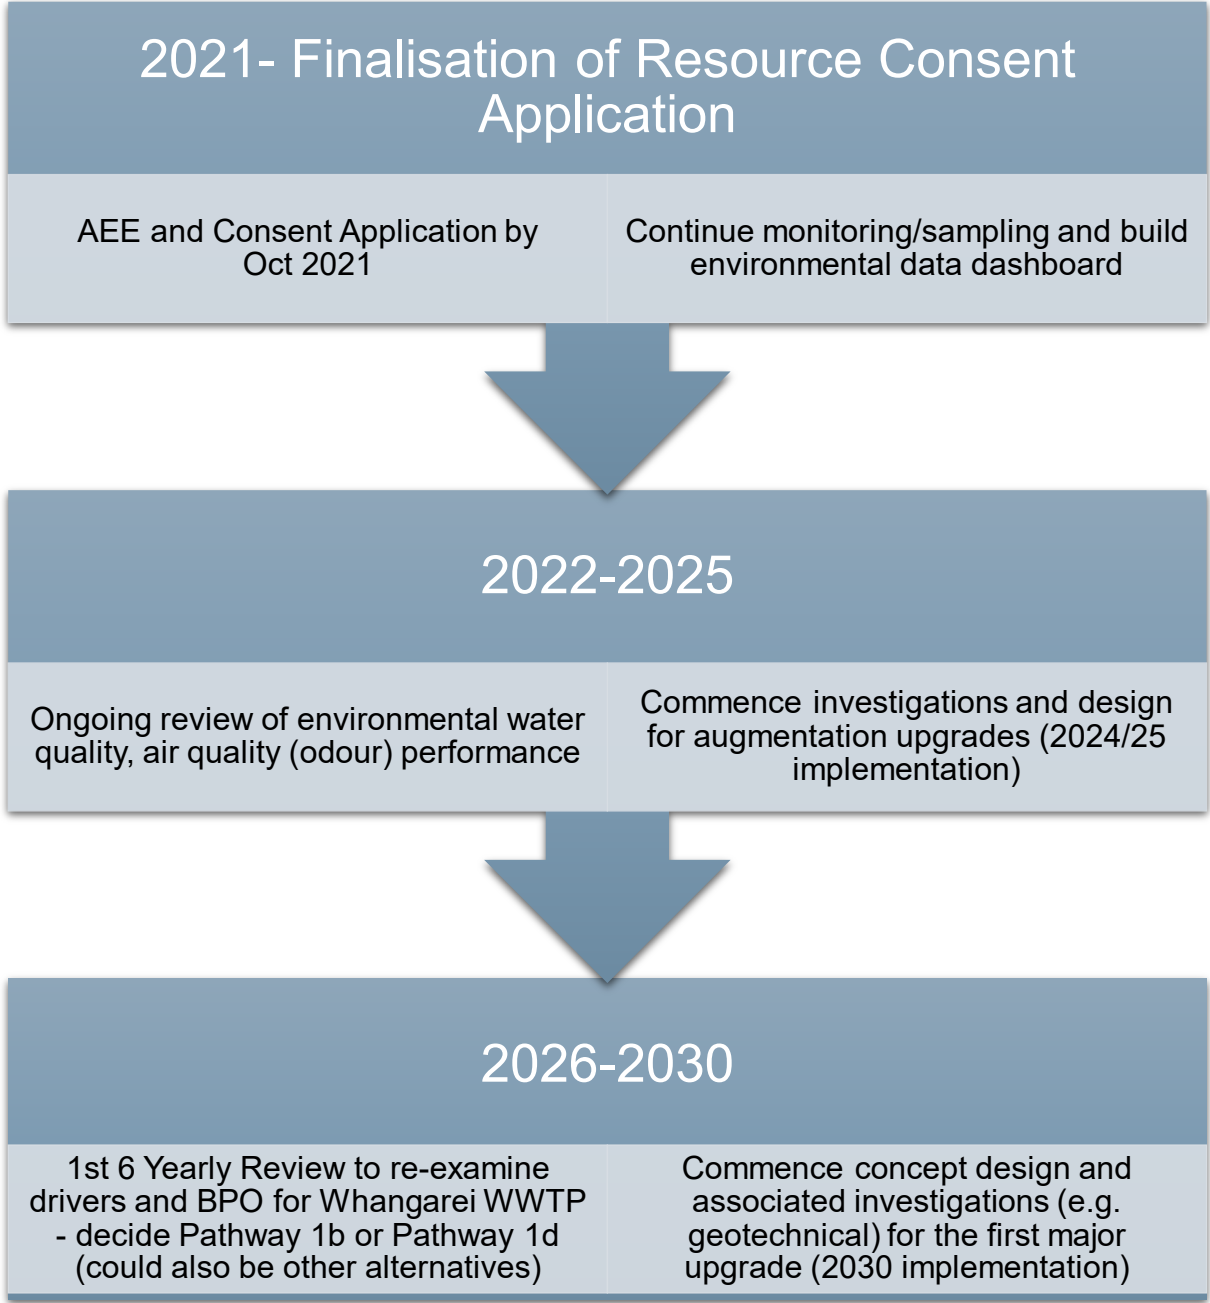 2021- Finalisation of Resource Consent
Application
AEE and Consent Application by
Oct 2021
Continue monitoring/sampling and build
environmental data dashboard
2022-2025
Ongoing review of environmental water
quality, air quality (odour) performance
Commence investigations and design
for augmentation upgrades (2024/25
implementation)
2026-2030
1st 6 Yearly Review to re-examine
drivers and BPO for Whangarei WWTP
- decide Pathway 1b or Pathway 1d
(could also be other alternatives)
Commence concept design and
associated investigations (e.g.
geotechnical) for the first major
upgrade (2030 implementation)